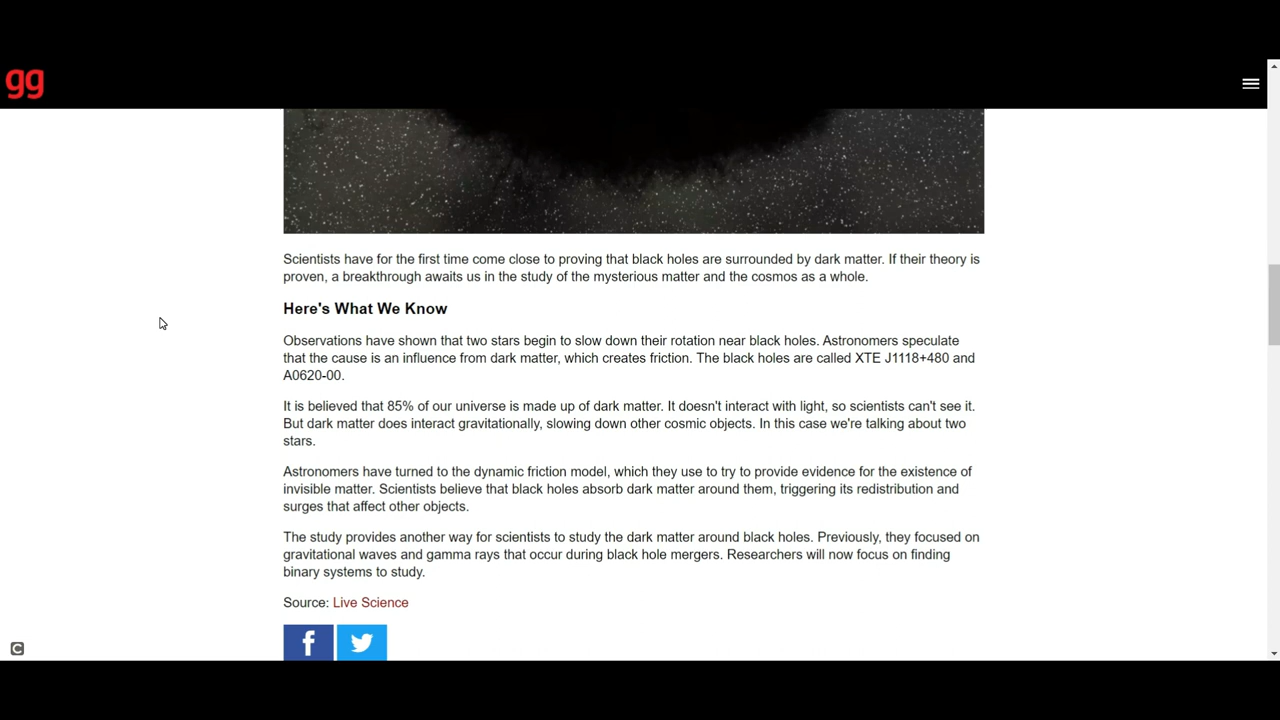 gg
Scientists have for the first time come close to proving that black holes are surrounded by dark matter. If their theory is
proven, a breakthrough awaits us in the study of the mysterious matter and the cosmos as a whole.
Here's What We Know
Observations have shown that two stars begin to slow down their rotation near black holes. Astronomers speculate
that the cause is an influence from dark matter, which creates friction. The black holes are called XTE J1118+480 and
A0620-00.
It is believed that 85% of our universe is made up of dark matter. It doesn't interact with light, so scientists can't see it.
But dark matter does interact gravitationally, slowing down other cosmic objects. In this case we're talking about two
stars.
Astronomers have turned to the dynamic friction model, which they use to try to provide evidence for the existence of
invisible matter. Scientists believe that black holes absorb dark matter around them, triggering its redistribution and
surges that affect other objects.
The study provides another way for scientists to study the dark matter around black holes. Previously, they focused on
gravitational waves and gamma rays that occur during black hole mergers. Researchers will now focus on finding
binary systems to study.
Source: Live Science
f
C